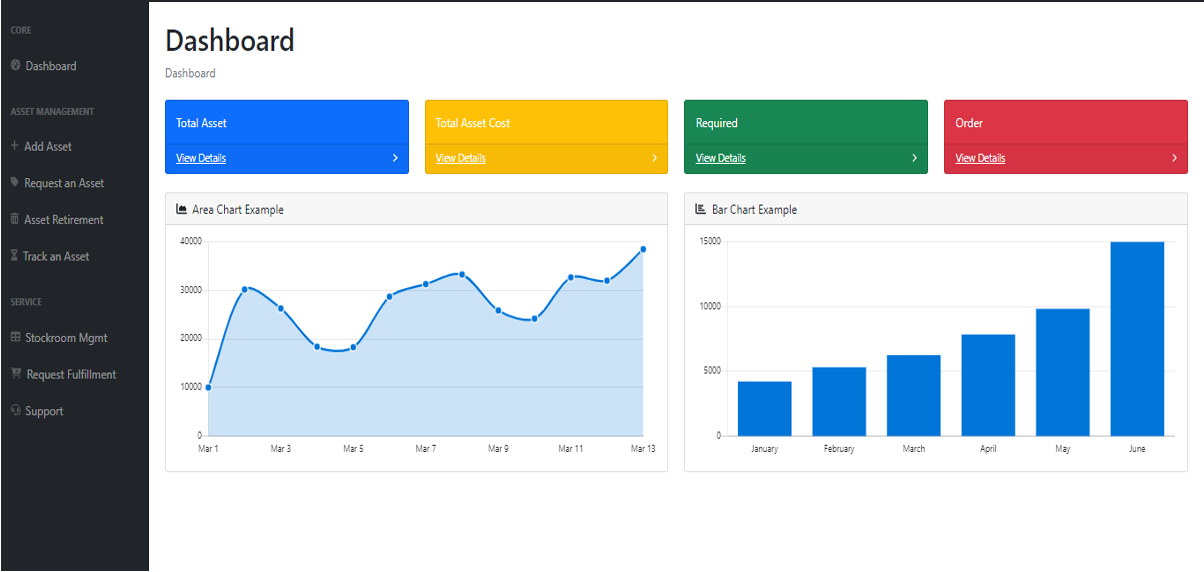 CORE
Dashboard
ASSET MANAGEMENT
Add Asset
Request an Asset
Asset Retirement
Track an Asset
SERVICE
Stockroom Mgmt
Request Fulfillment
Support
Dashboard
Dashboard
Total Asset
View Details
Total Asset Cost
View Details
Required
View Details
Order
View Details
Area Chart Example
40000
30000
20000
10000
0
Mar 1 Mar 3 Mar 5 Mar 7 Mar 9 Mar 11 Mar 13
Bar Chart Example
15000
10000
5000
0
January February March April May June